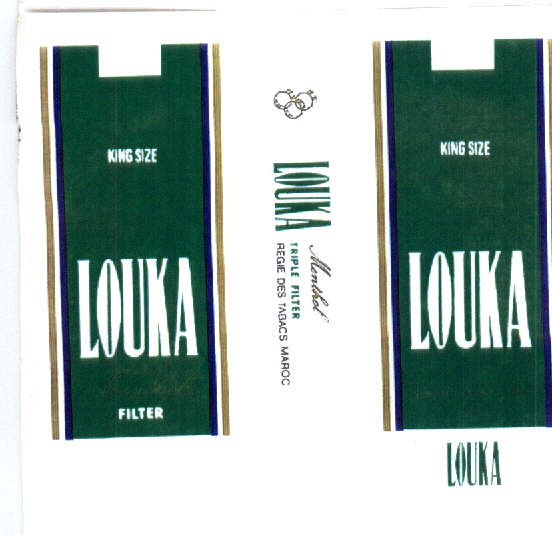 KING SIZE
LOUKA
Menthol
FILTER
LOUKA
Menthol
TRIPLE FILTER
REGIE DES TABACS MAROC
KING SIZE
LOUKA
LOUKA